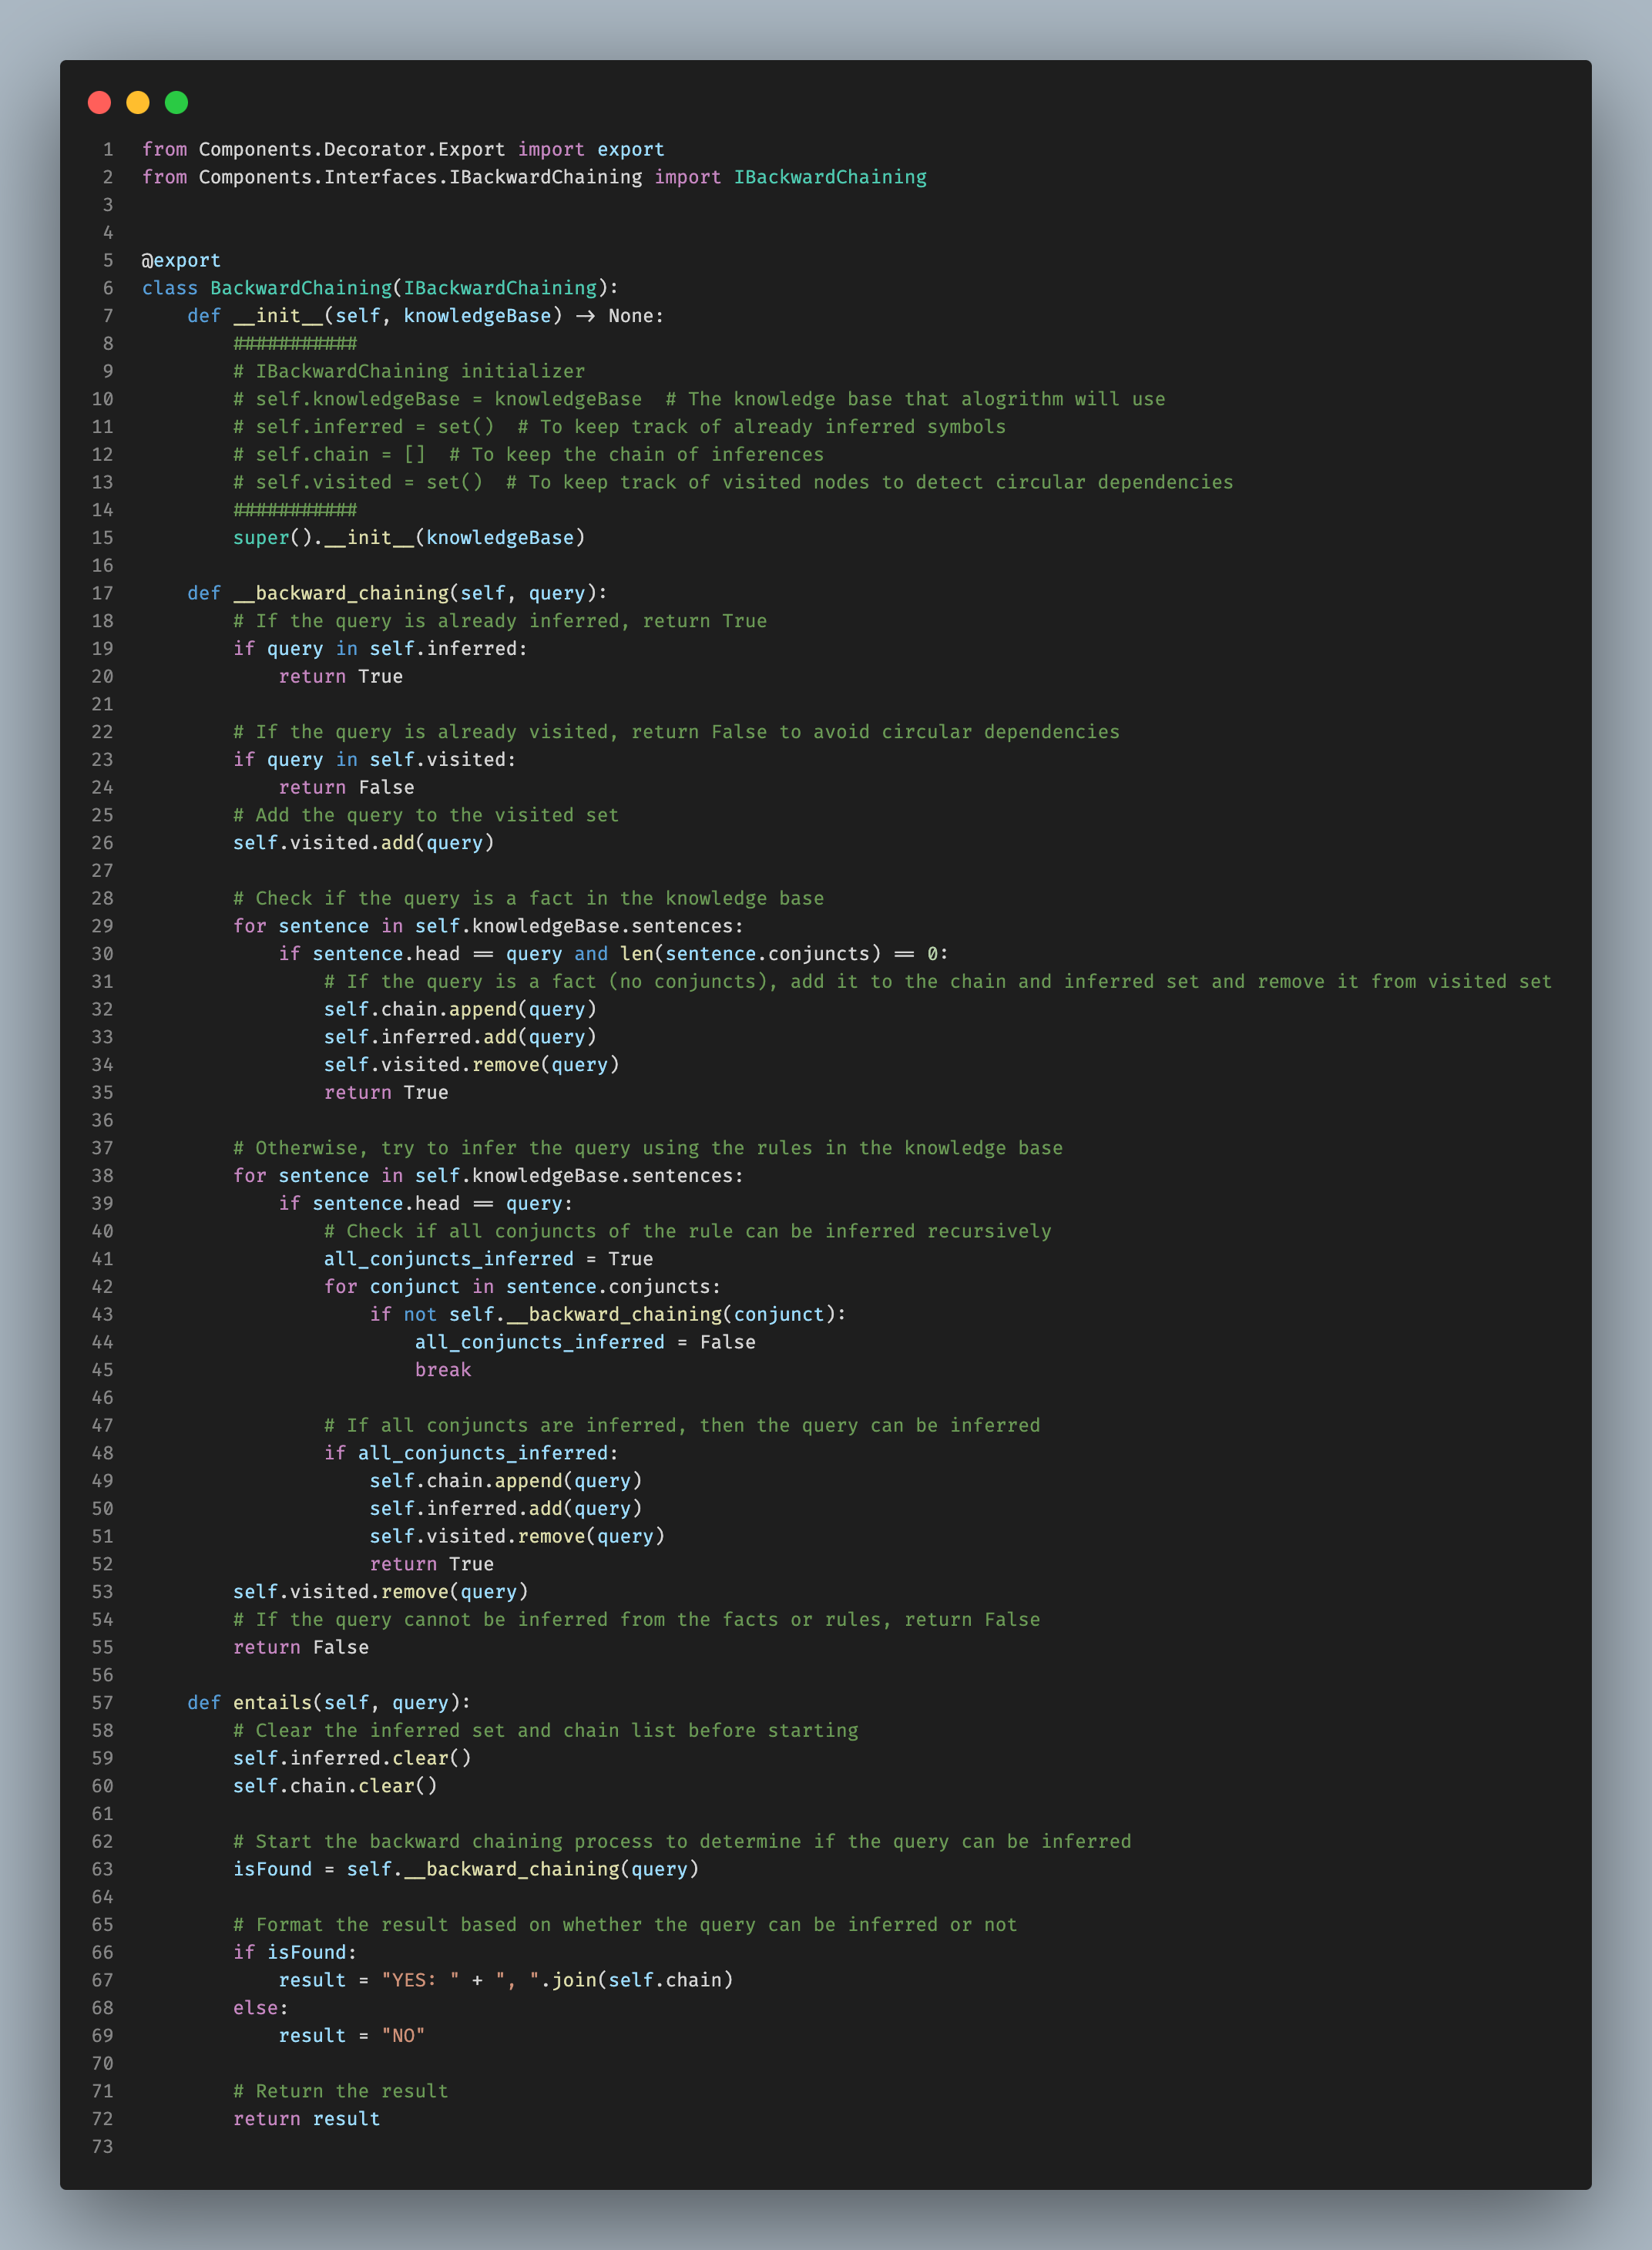 1 from Components.Decorator.Export import export
2 from Components.Interfaces.IBackwardChaining import IBackwardChaining
3
4
5 @export
6 class BackwardChaining(IBackwardChaining):
7     def __init__(self, knowledgeBase) -> None:
8         ###########
9         # IBackwardChaining initializer
10         # self.knowledgeBase = knowledgeBase  # The knowledge base that alogrithm will use
11         # self.inferred = set()  # To keep track of already inferred symbols
12         # self.chain = []  # To keep the chain of inferences
13         # self.visited = set()  # To keep track of visited nodes to detect circular dependencies
14         ###########
15         super().__init__(knowledgeBase)
16
17     def __backward_chaining(self, query):
18         # If the query is already inferred, return True
19         if query in self.inferred:
20             return True
21
22         # If the query is already visited, return False to avoid circular dependencies
23         if query in self.visited:
24             return False
25         # Add the query to the visited set
26         self.visited.add(query)
27
28         # Check if the query is a fact in the knowledge base
29         for sentence in self.knowledgeBase.sentences:
30             if sentence.head == query and len(sentence.conjuncts) == 0:
31                 # If the query is a fact (no conjuncts), add it to the chain and inferred set and remove it from visited set
32                 self.chain.append(query)
33                 self.inferred.add(query)
34                 self.visited.remove(query)
35                 return True
36
37         # Otherwise, try to infer the query using the rules in the knowledge base
38         for sentence in self.knowledgeBase.sentences:
39             if sentence.head == query:
40                 # Check if all conjuncts of the rule can be inferred recursively
41                 all_conjuncts_inferred = True
42                 for conjunct in sentence.conjuncts:
43                     if not self.__backward_chaining(conjunct):
44                         all_conjuncts_inferred = False
45                         break
46
47                 # If all conjuncts are inferred, then the query can be inferred
48                 if all_conjuncts_inferred:
49                     self.chain.append(query)
50                     self.inferred.add(query)
51                     self.visited.remove(query)
52                     return True
53         self.visited.remove(query)
54         # If the query cannot be inferred from the facts or rules, return False
55         return False
56
57     def entails(self, query):
58         # Clear the inferred set and chain list before starting
59         self.inferred.clear()
60         self.chain.clear()
61
62         # Start the backward chaining process to determine if the query can be inferred
63         isFound = self.__backward_chaining(query)
64
65         # Format the result based on whether the query can be inferred or not
66         if isFound:
67             result = "YES: " + ", ".join(self.chain)
68         else:
69             result = "NO"
70
71         # Return the result
72         return result
73